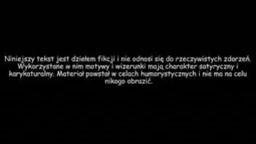 Niniejszy tekst jest dziełem fikcji i nie odnosi się do rzeczywistych zdarzeń.
Wykorzystane w nim motywy i wizerunki mają charakter satyryczny i
karykaturalny. Materiał powstał w celach humorystycznych i nie ma na celu
nikogo obrazić.